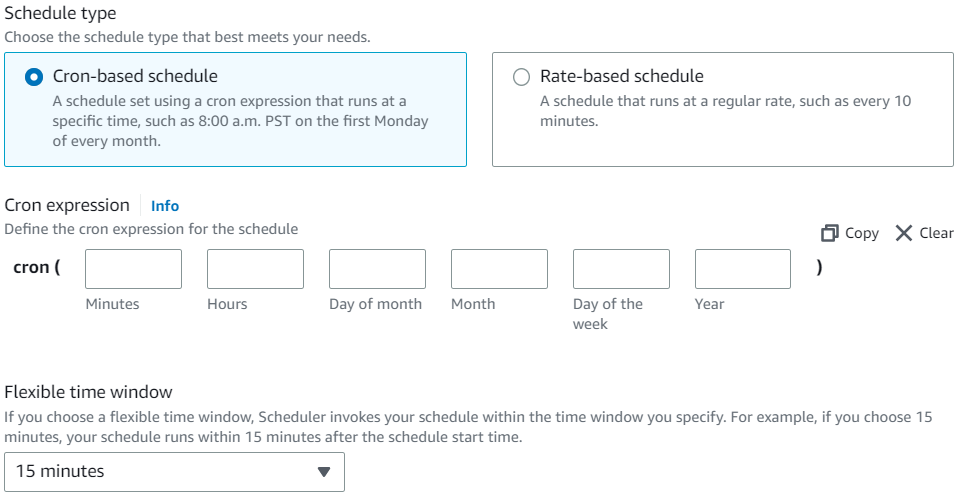 Schedule type
Choose the schedule type that best meets your needs.
Cron-based schedule
A schedule set using a cron expression that runs at a
specific time, such as 8:00 a.m. PST on the first Monday
of every month.
Rate-based schedule
A schedule that runs at a regular rate, such as every 10
minutes.
Cron expression Info
Define the cron expression for the schedule
Copy Clear
cron ( )
Minutes Hours Day of month Month Day of the Year
week
Flexible time window
If you choose a flexible time window, Scheduler invokes your schedule within the time window you specify. For example, if you choose 15
minutes, your schedule runs within 15 minutes after the schedule start time.
15 minutes